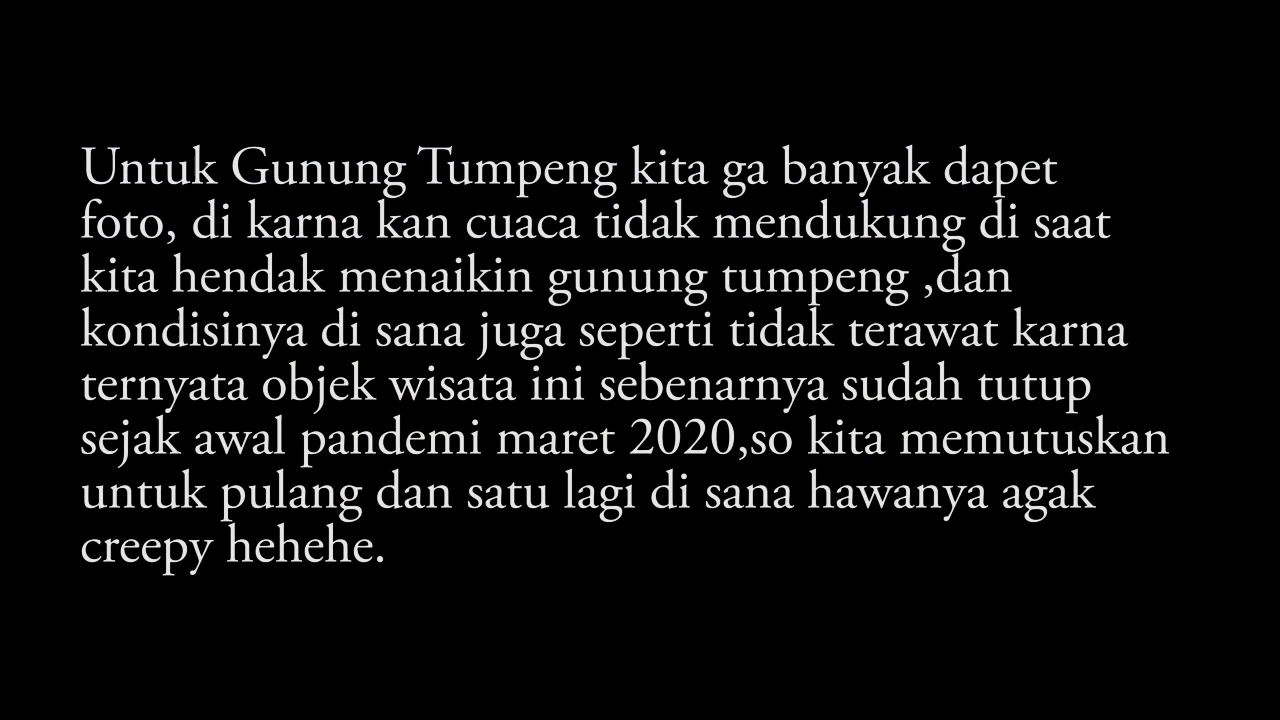 Untuk Gunung Tumpeng kita ga banyak dapet
foto, di karna kan cuaca tidak mendukung di saat
kita hendak menaikin gunung tumpeng ,dan
kondisinya di sana juga seperti tidak terawat karna
ternyata objek wisata ini sebenarnya sudah tutup
sejak awal pandemi maret 2020,so kita memutuskan
untuk pulang dan satu lagi di sana hawanya agak
creepy hehehe.